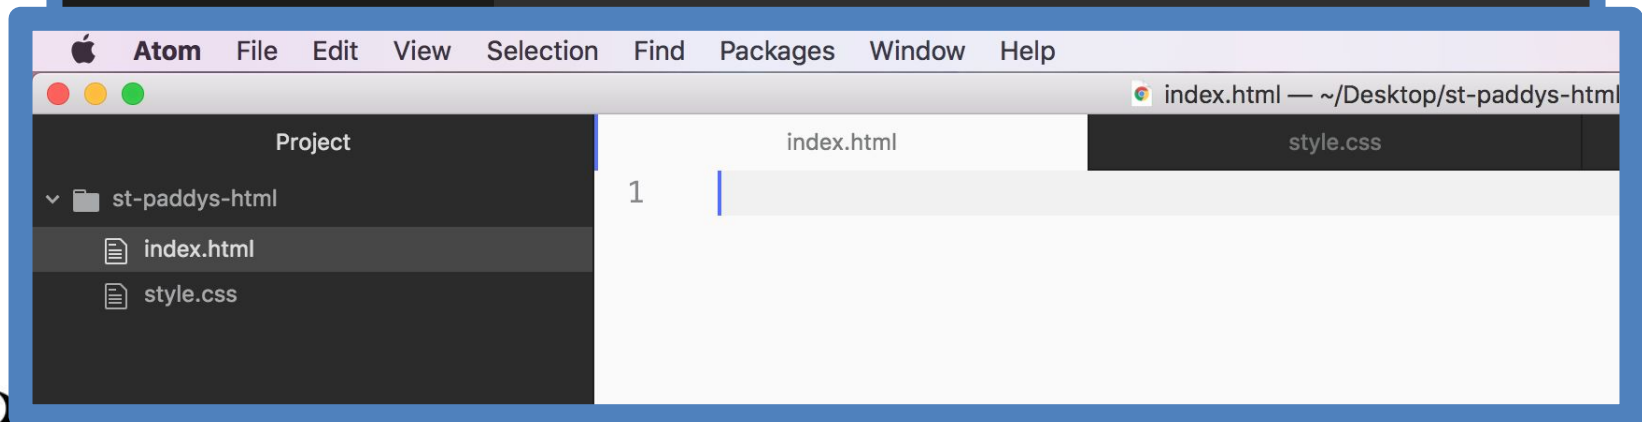 Atom File Edit View Selection Find Packages Window Help
index.html — ~/Desktop/st-paddys-html
Project
index.html
style.css
1
st-paddys-html
index.html
style.css